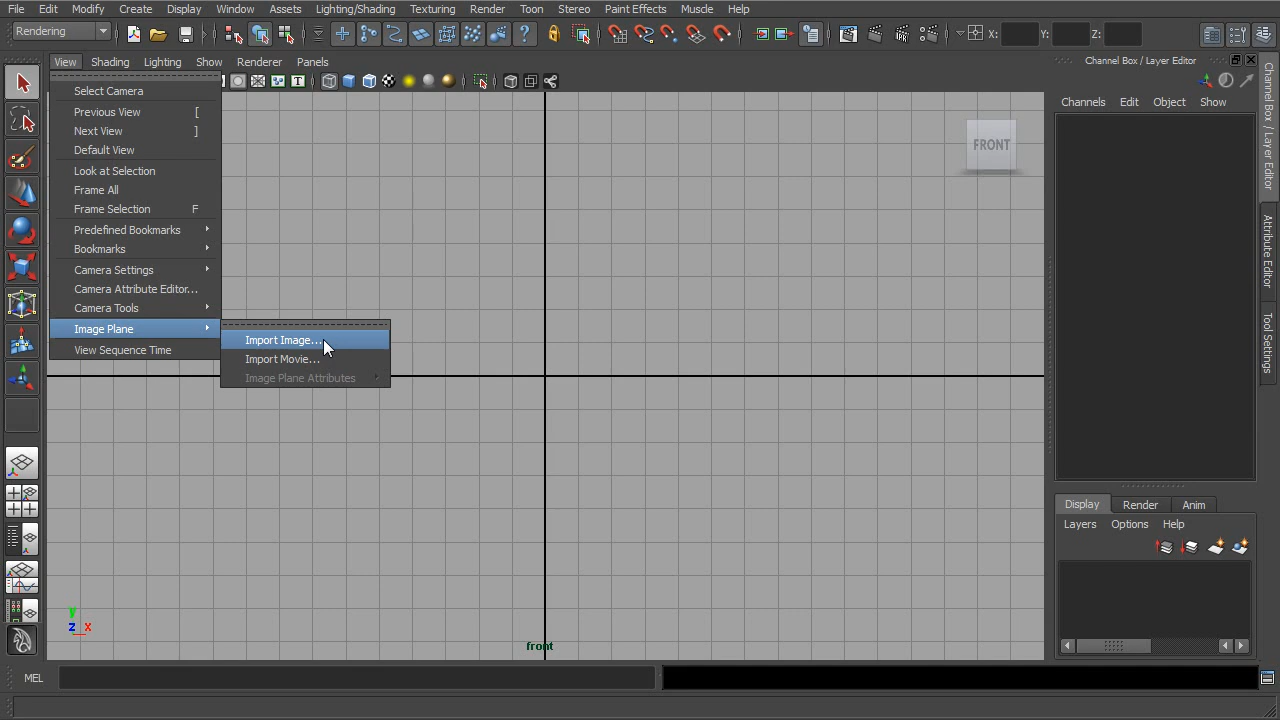 File Edit Modify Create Display Window Assets Lighting/Shading Texturing Render Toon Stereo Paint Effects Muscle Help
Rendering X: Y: Z:
View Shading Lighting Show Renderer Panels
Channel Box / Layer Editor
Select Camera
Previous View [
Next View ]
Default View
Look at Selection
Frame All
Frame Selection F
Predefined Bookmarks
Bookmarks
Camera Settings
Camera Attribute Editor...
Camera Tools
Image Plane
View Sequence Time
Import Image...
Import Movie...
Image Plane Attributes
FRONT
front
y
z x
Channels Edit Object Show
Display Render Anim
Layers Options Help
Channel Box / Layer Editor
Attribute Editor
Tool Settings
MEL